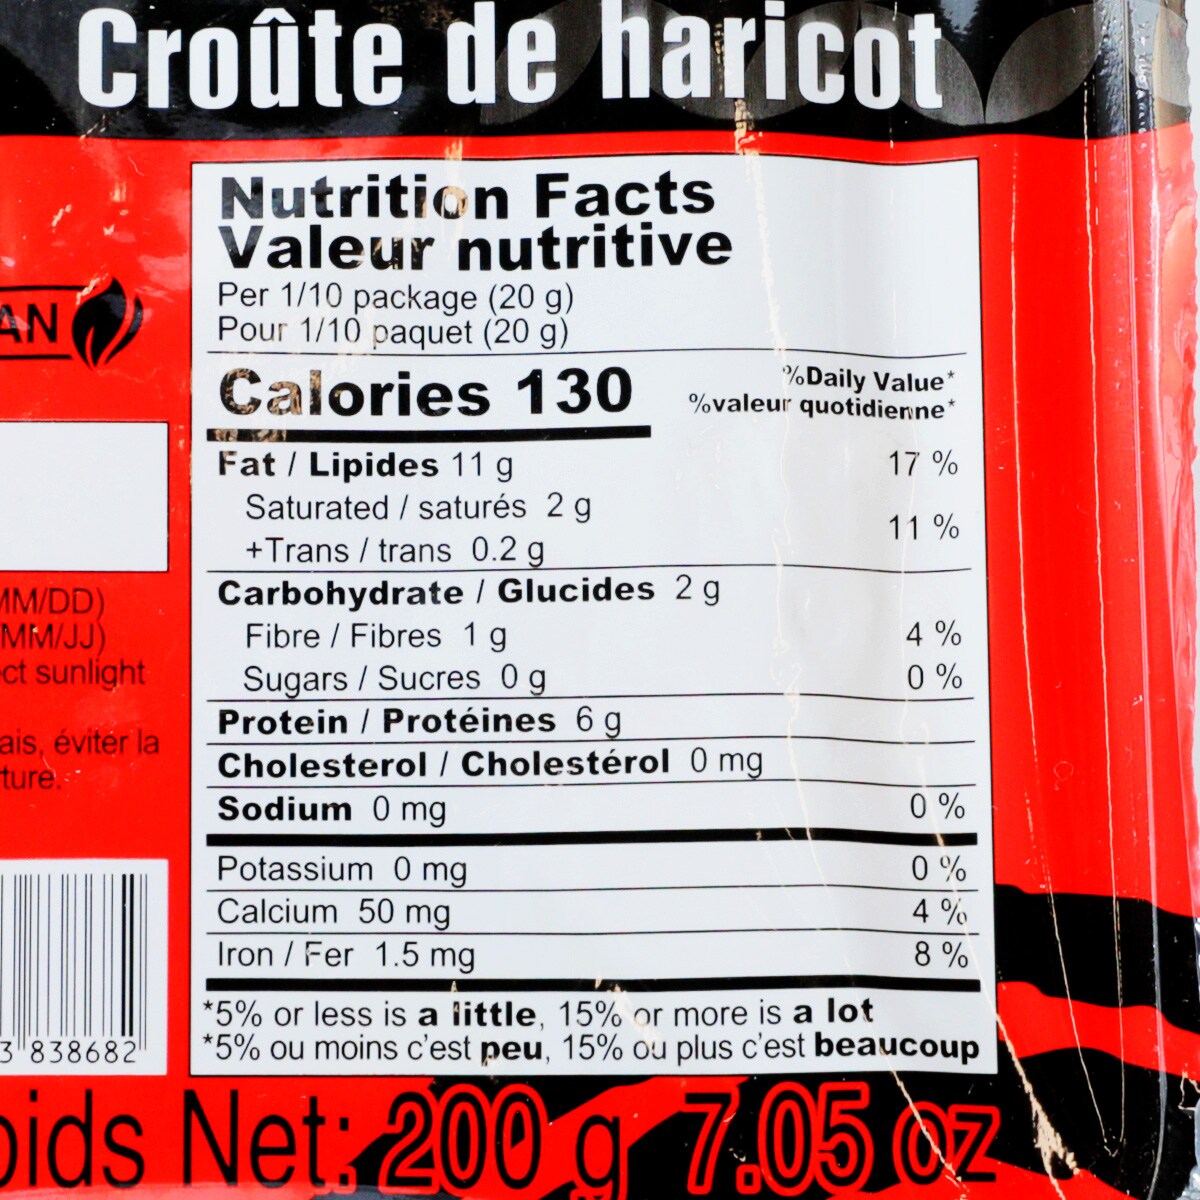 Croûte de haricot
Nutrition Facts
Valeur nutritive
Per 1/10 package (20 g)
Pour 1/10 paquet (20 g)
Calories 130
%Daily Value*
%valeur quotidienne*
Fat / Lipides 11 g 17 %
Saturated / saturés 2 g
+Trans / trans 0.2 g 11 %
Carbohydrate / Glucides 2 g
Fibre / Fibres 1 g 4 %
Sugars / Sucres 0 g 0 %
Protein / Protéines 6 g
Cholesterol / Cholestérol 0 mg
Sodium 0 mg 0 %
Potassium 0 mg 0 %
Calcium 50 mg 4 %
Iron / Fer 1.5 mg 8 %
*5% or less is a little, 15% or more is a lot
*5% ou moins c'est peu, 15% ou plus c'est beaucoup
AN
MM/DD)
MM/JJ)
ect sunlight
ais, éviter la
ture.
3 838682
oids Net: 200 g 7.05 oz